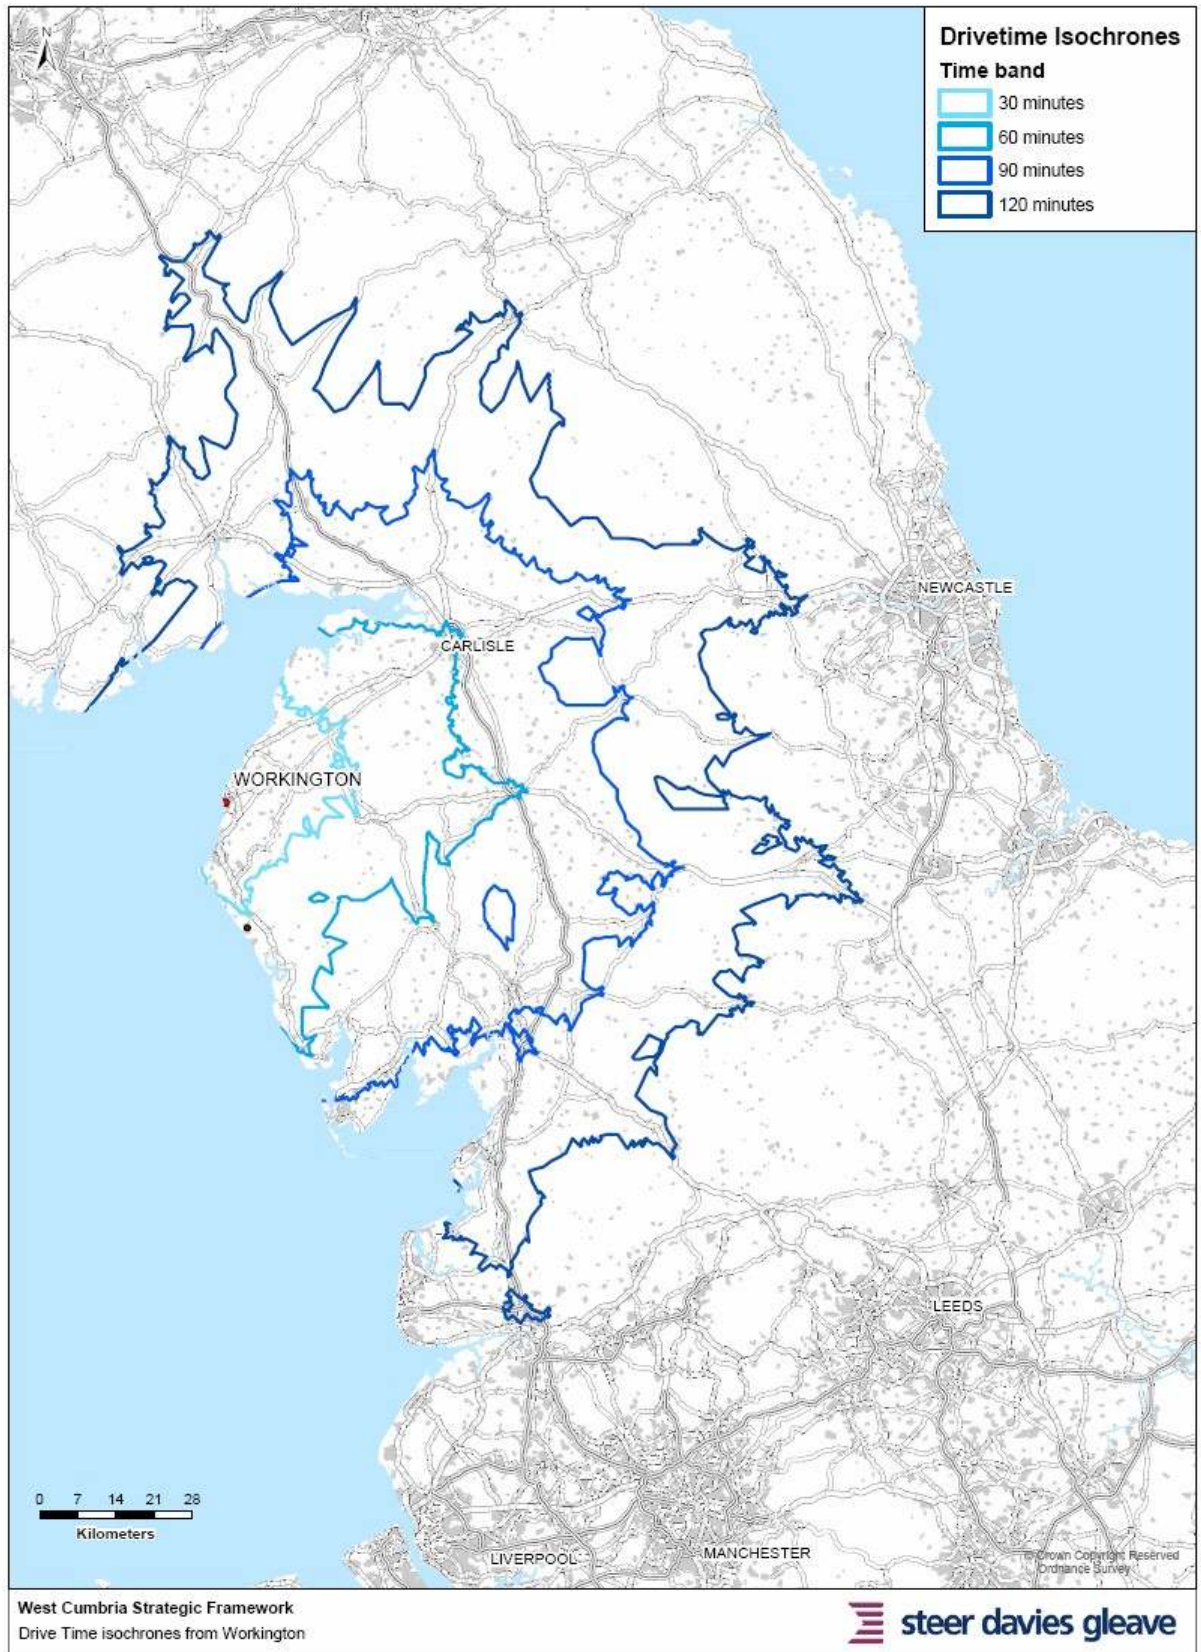 N
Drivetime Isochrones
Time band
30 minutes
60 minutes
90 minutes
120 minutes
NEWCASTLE
CARLISLE
WORKINGTON
LEEDS
0 7 14 21 28
Kilometers
LIVERPOOL
MANCHESTER
© Crown Copyright Reserved
Ordnance Survey
West Cumbria Strategic Framework
Drive Time isochrones from Workington
steer davies gleave